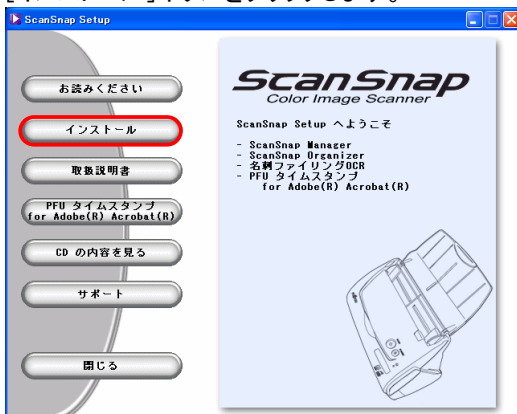 ScanSnap Setup
お読みください
インストール
取扱説明書
PFU タイムスタンプ
for Adobe(R) Acrobat(R)
CD の内容を見る
サポート
閉じる
ScanSnap
Color Image Scanner
ScanSnap Setup へようこそ
- ScanSnap Manager
- ScanSnap Organizer
- 名刺ファイリングOCR
- PFU タイムスタンプ
for Adobe(R) Acrobat(R)